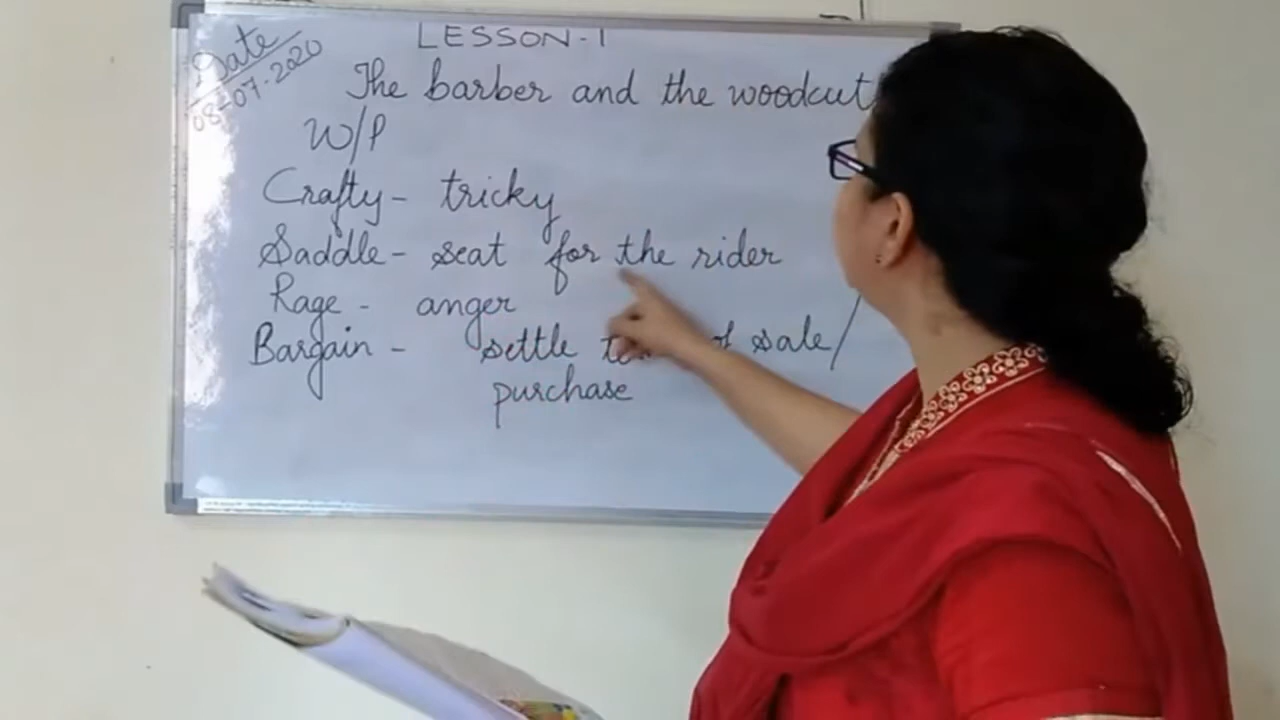 Date
08-07-2020
LESSON-1
The barber and the woodcut
W/P
Crafty - tricky
Saddle - seat for the rider
Rage - anger
Bargain - settle of sale/
purchase